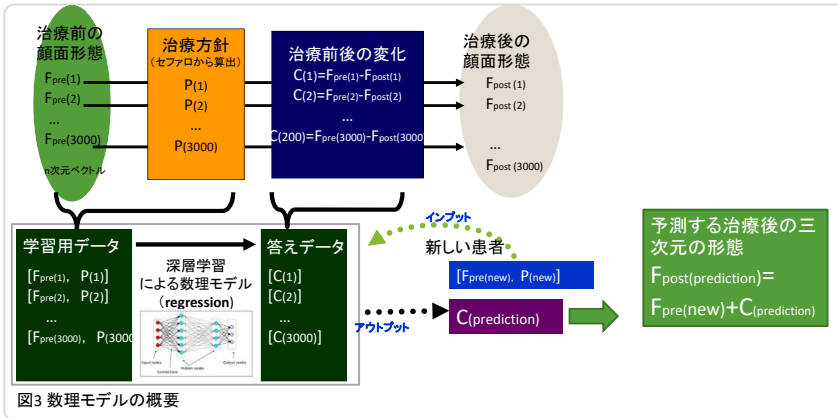 治療前の
顔面形態
Fpre(1)
Fpre(2)
...
Fpre(3000)
n次元ベクトル
治療方針
(セファロから算出)
P(1)
P(2)
...
P(3000)
治療前後の変化
C(1)=Fpre(1)-Fpost(1)
C(2)=Fpre(2)-Fpost(2)
...
C(200)=Fpre(3000)-Fpost(3000)
治療後の
顔面形態
Fpost (1)
Fpost (2)
...
Fpost (3000)
学習用データ
[Fpre(1), P(1)]
[Fpre(2), P(2)]
...
[Fpre(3000), P(3000
深層学習
による数理モデル
(regression)
Input nodes
Connections
Hidden nodes
Output nodes
答えデータ
[C(1)]
[C(2)]
...
[C(3000)]
インプット
新しい患者
[Fpre(new), P(new)]
アウトプット
C(prediction)
予測する治療後の三
次元の形態
Fpost(prediction)=
Fpre(new)+C(prediction)
図3 数理モデルの概要